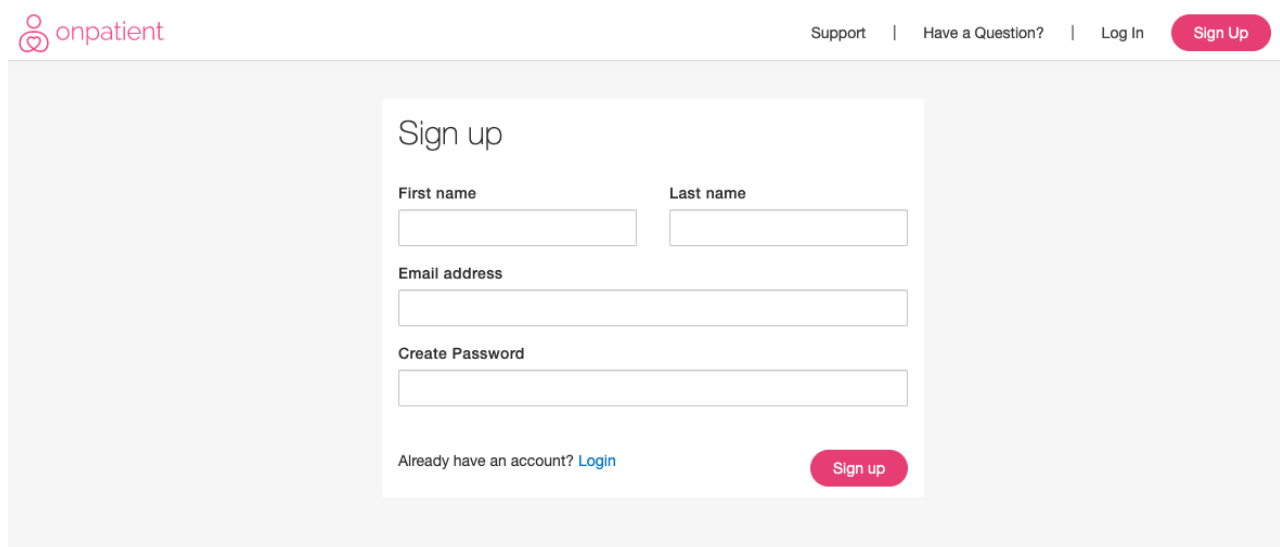 onpatient
Support | Have a Question? | Log In Sign Up
Sign up
First name Last name
Email address
Create Password
Already have an account? Login Sign up